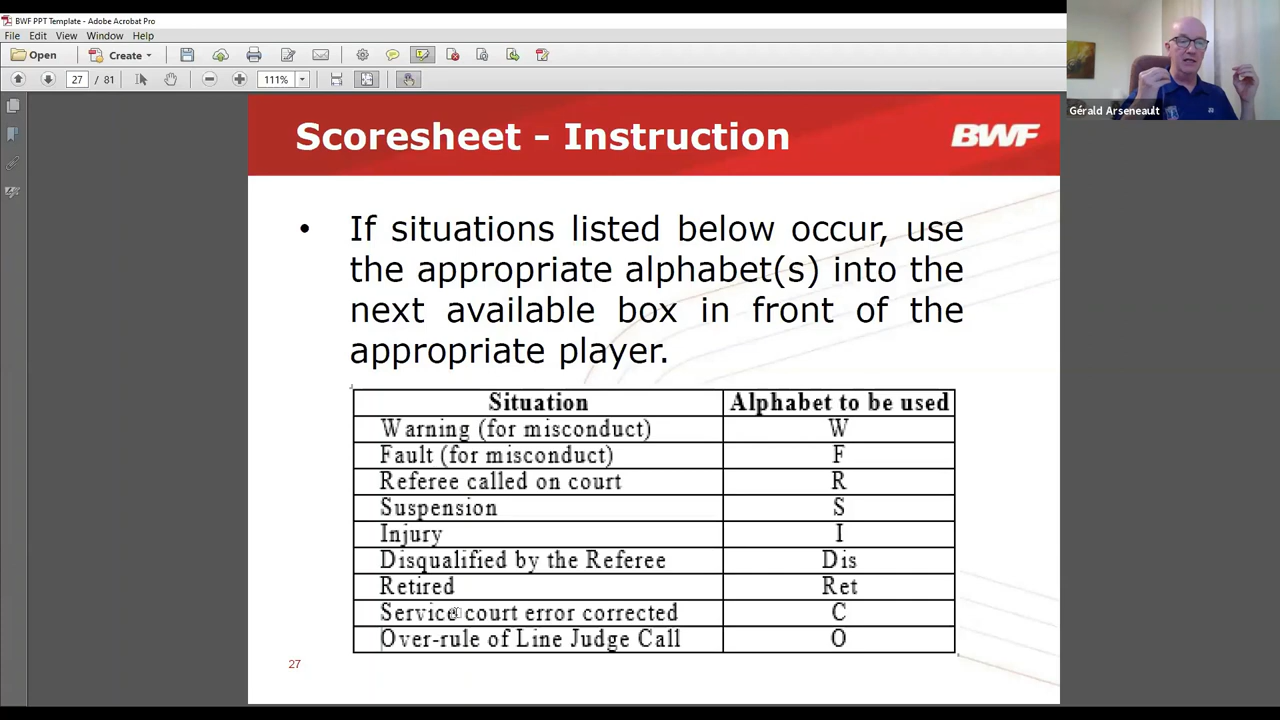 BWF PPT Template - Adobe Acrobat Pro
File Edit View Window Help
Open Create
27 / 81 111%
Gérald Arseneault
Scoresheet - Instruction
BWF
• If situations listed below occur, use
the appropriate alphabet(s) into the
next available box in front of the
appropriate player.
Situation Alphabet to be used
Warning (for misconduct) W
Fault (for misconduct) F
Referee called on court R
Suspension S
Injury I
Disqualified by the Referee Dis
Retired Ret
Service court error corrected C
Over-rule of Line Judge Call O
27